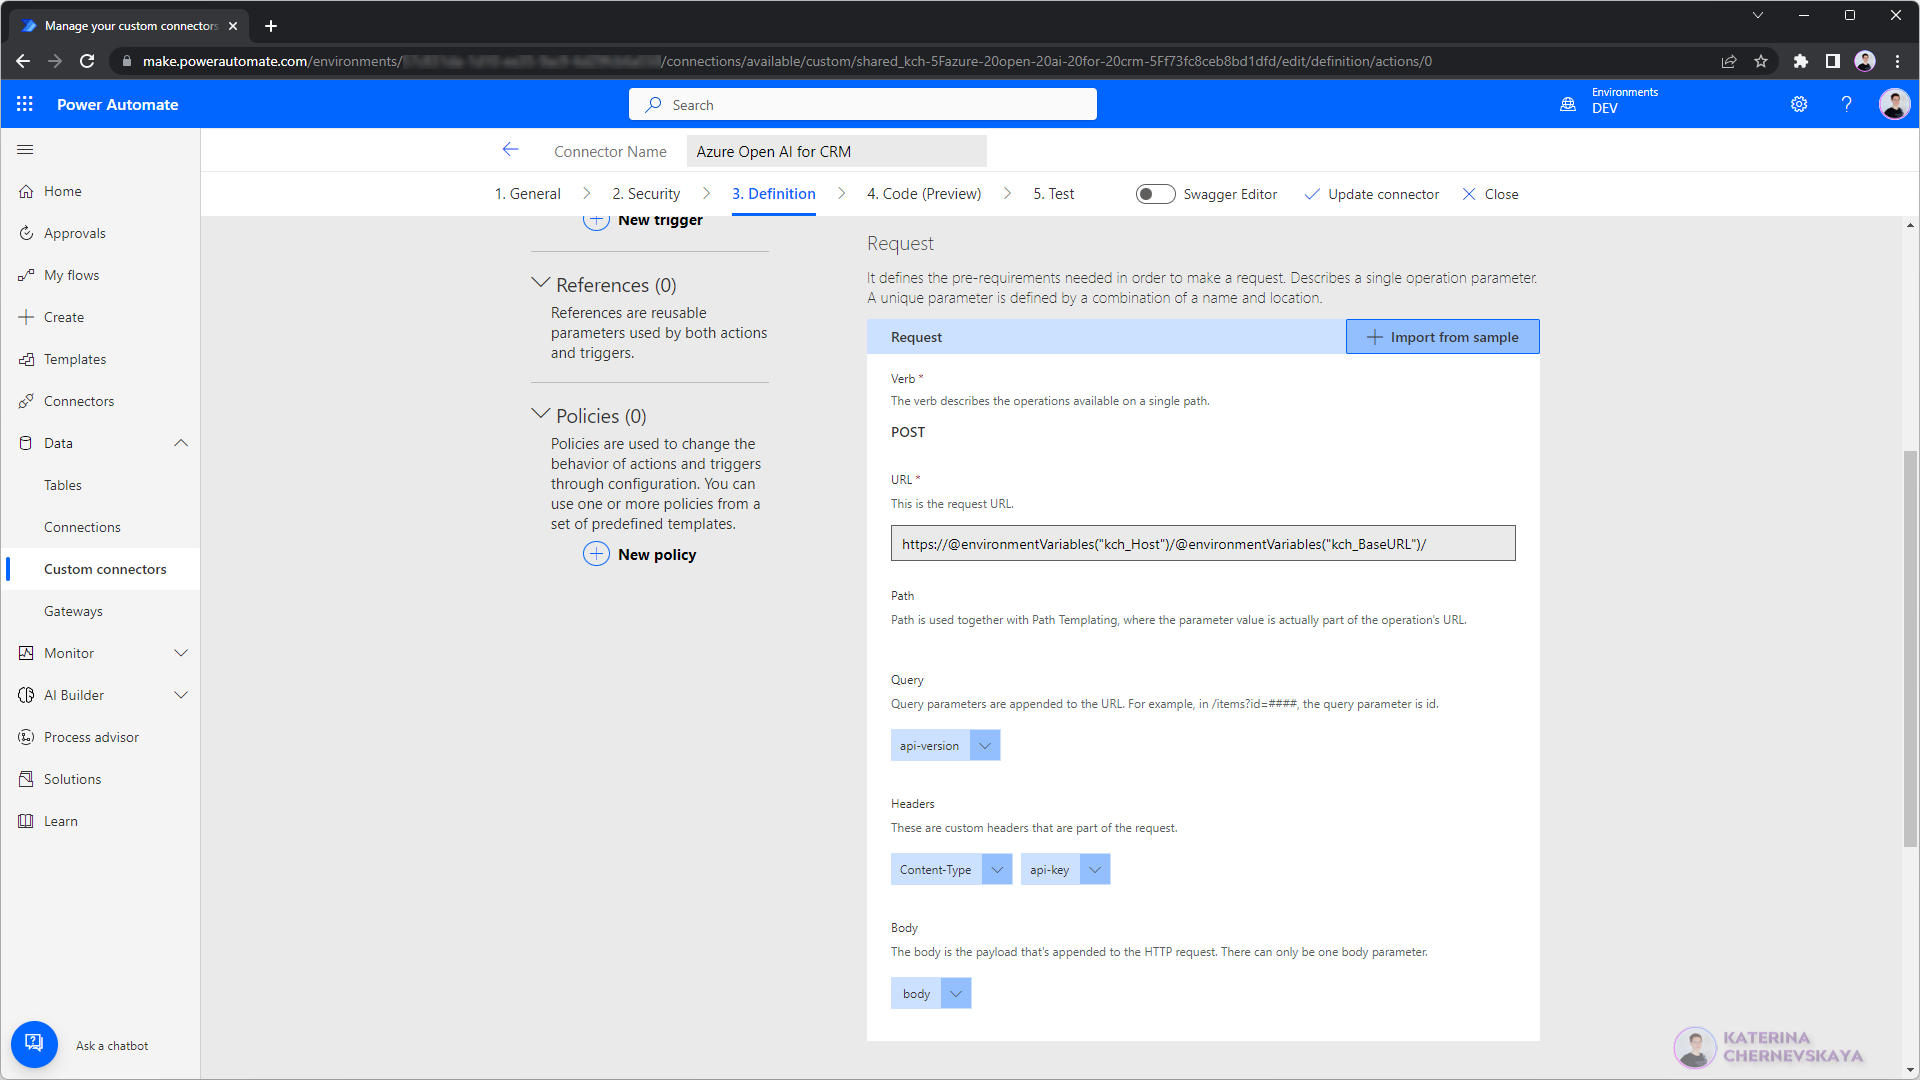 Manage your custom connectors
make.powerautomate.com/environments/
/connections/available/custom/shared_kch-5Fazure-20open-20ai-20for-20crm-5Ff73fc8ceb8bd1dfd/edit/definition/actions/0
Power Automate
Search
Environments
DEV
Connector Name
Azure Open AI for CRM
1. General
2. Security
3. Definition
4. Code (Preview)
5. Test
Swagger Editor
Update connector
Close
Home
Approvals
My flows
Create
Templates
Connectors
Data
Tables
Connections
Custom connectors
Gateways
Monitor
AI Builder
Process advisor
Solutions
Learn
Ask a chatbot
New trigger
References (0)
References are reusable
parameters used by both actions
and triggers.
Policies (0)
Policies are used to change the
behavior of actions and triggers
through configuration. You can
use one or more policies from a
set of predefined templates.
New policy
Request
It defines the pre-requirements needed in order to make a request. Describes a single operation parameter.
A unique parameter is defined by a combination of a name and location.
Request
Import from sample
Verb *
The verb describes the operations available on a single path.
POST
URL *
This is the request URL.
https://@environmentVariables("kch_Host")/@environmentVariables("kch_BaseURL")/
Path
Path is used together with Path Templating, where the parameter value is actually part of the operation's URL.
Query
Query parameters are appended to the URL. For example, in /items?id=####, the query parameter is id.
api-version
Headers
These are custom headers that are part of the request.
Content-Type
api-key
Body
The body is the payload that's appended to the HTTP request. There can only be one body parameter.
body
KATERINA
CHERNEVSKAYA